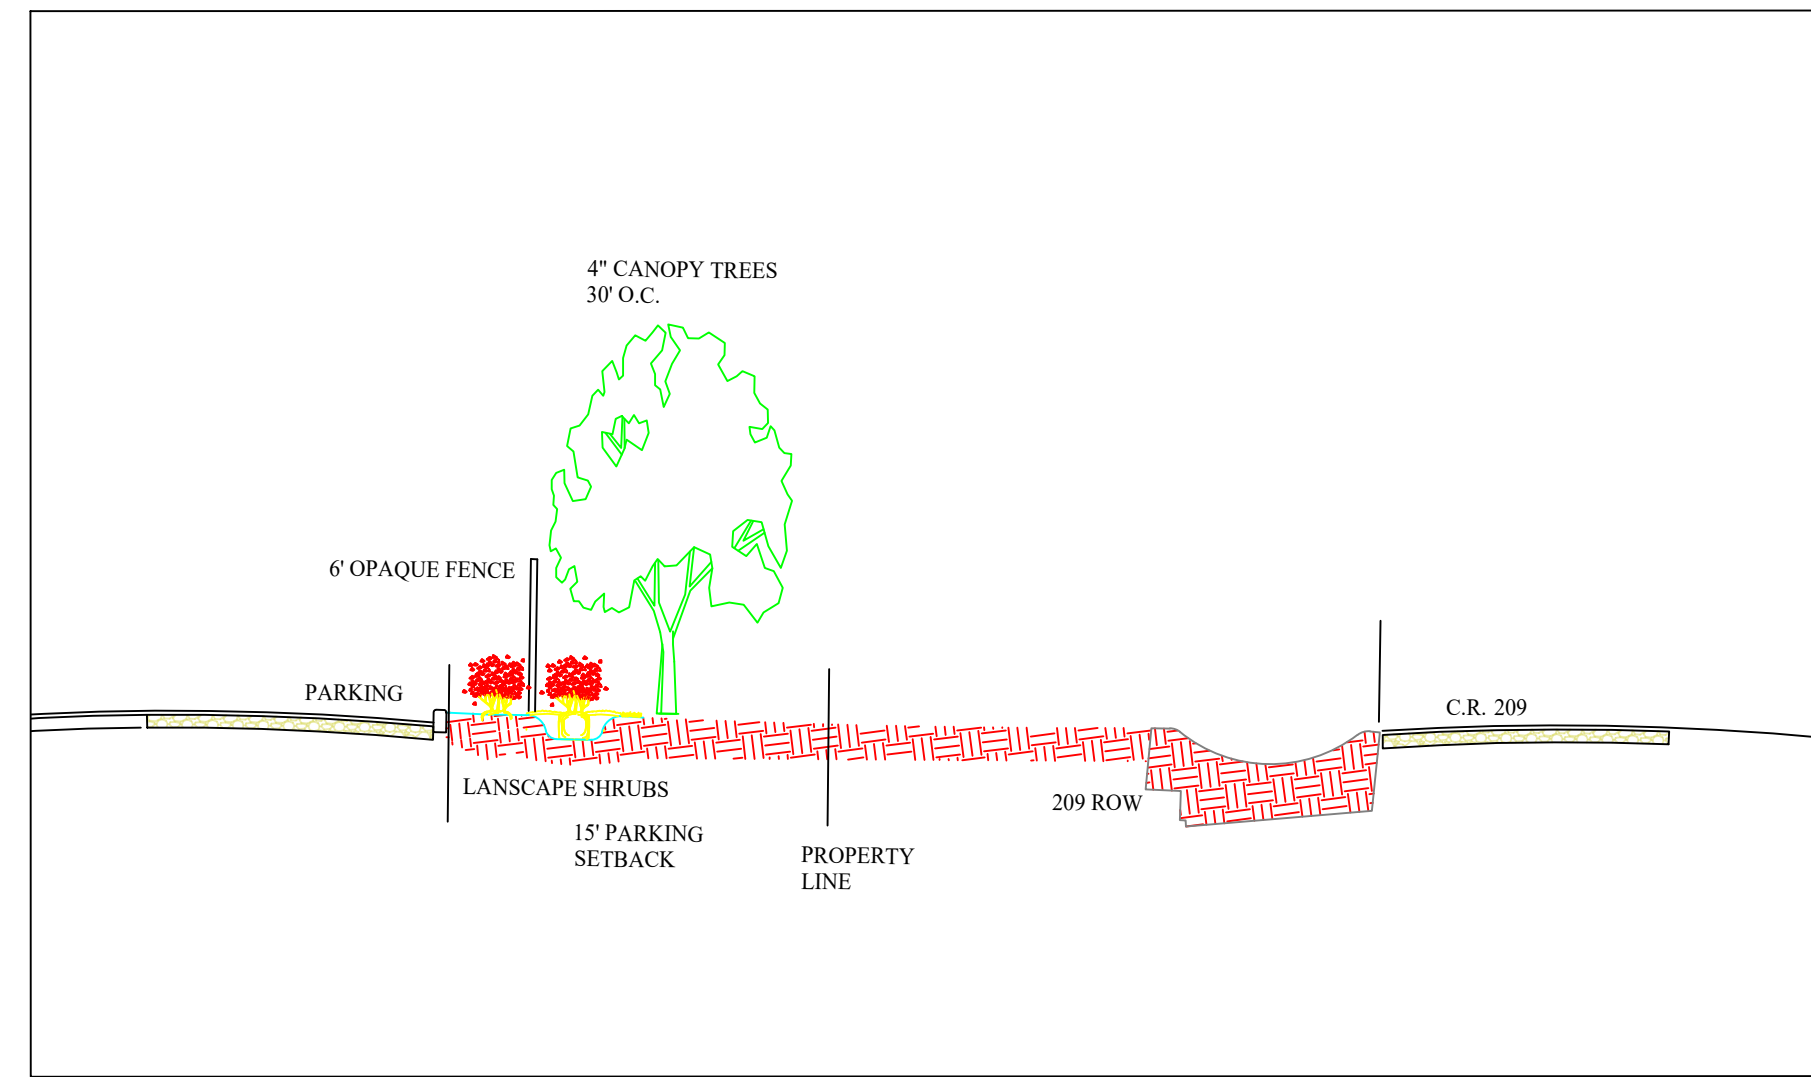 4" CANOPY TREES
30' O.C.
6' OPAQUE FENCE
PARKING
C.R. 209
LANSCAPE SHRUBS
209 ROW
15' PARKING
SETBACK
PROPERTY
LINE